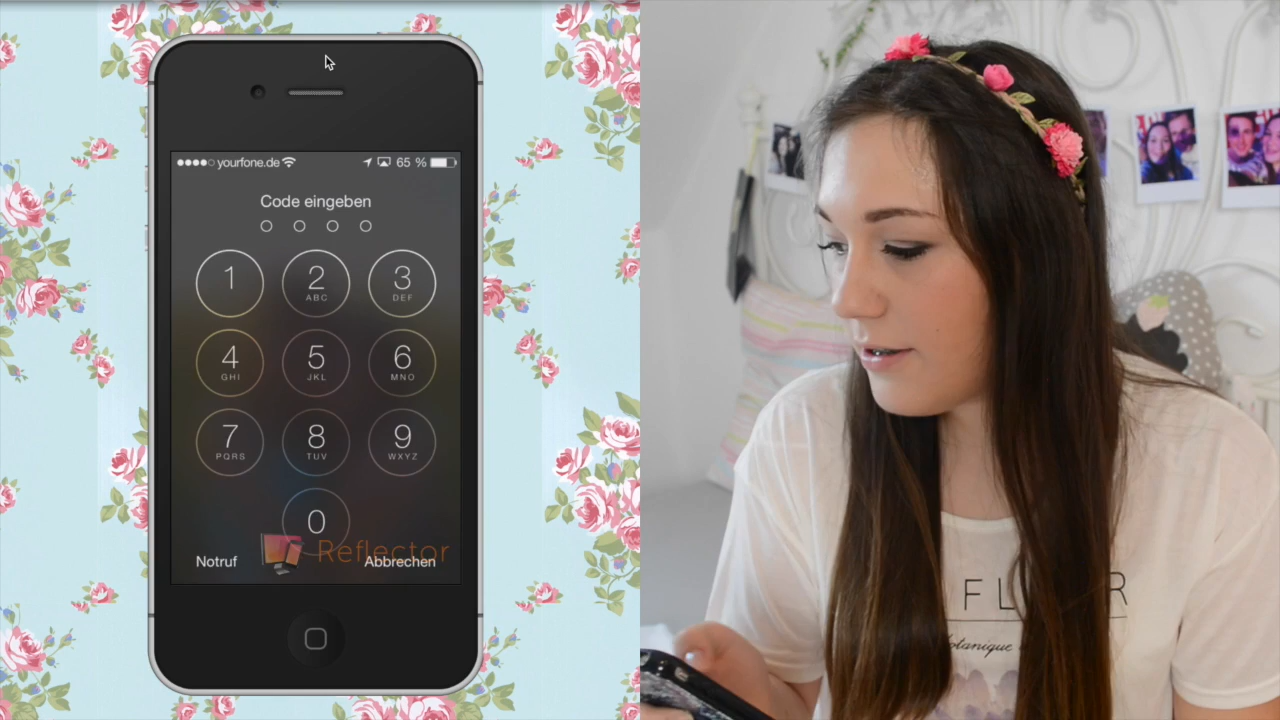 yourfone.de 65 %
Code eingeben
1 2 3
ABC DEF
4 5 6
GHI JKL MNO
7 8 9
PQRS TUV WXYZ
0
Reflector
Notruf Abbrechen
FL R
botanique